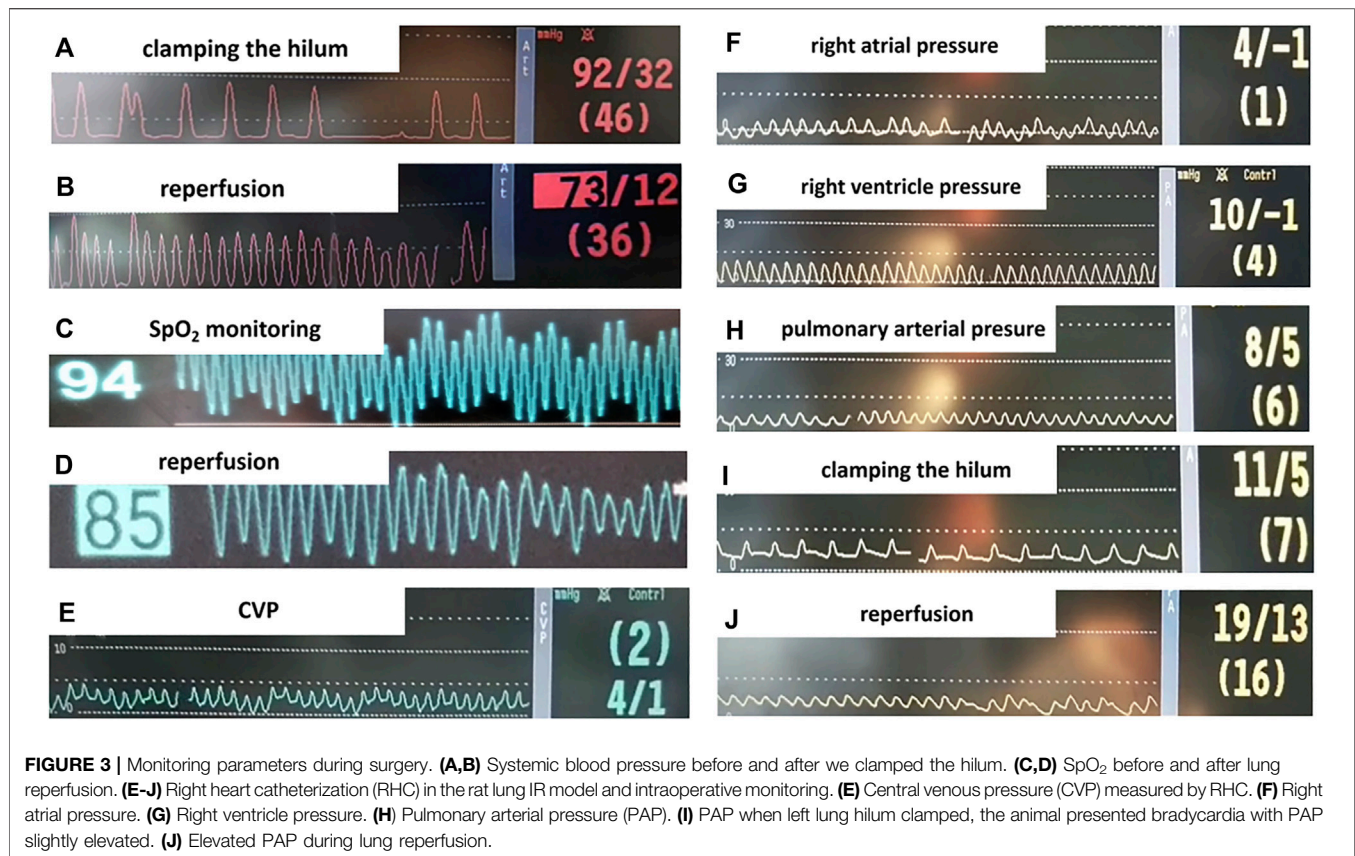 A
clamping the hilum
Art
mmHg
92/32
(46)
B
reperfusion
Art
73/12
(36)
C
SpO₂ monitoring
94
D
reperfusion
85
E
CVP
10
0
CVP
mmHg Contrl
(2)
4/1
F
right atrial pressure
0
A
4/-1
(1)
G
right ventricle pressure
30
0
PA
mmHg Contrl
10/-1
(4)
H
pulmonary arterial presure
30
0
PA
8/5
(6)
I
clamping the hilum
0
A
11/5
(7)
J
reperfusion
PA
19/13
(16)
FIGURE 3 | Monitoring parameters during surgery. (A,B) Systemic blood pressure before and after we clamped the hilum. (C,D) SpO₂ before and after lung
reperfusion. (E-J) Right heart catheterization (RHC) in the rat lung IR model and intraoperative monitoring. (E) Central venous pressure (CVP) measured by RHC. (F) Right
atrial pressure. (G) Right ventricle pressure. (H) Pulmonary arterial pressure (PAP). (I) PAP when left lung hilum clamped, the animal presented bradycardia with PAP
slightly elevated. (J) Elevated PAP during lung reperfusion.